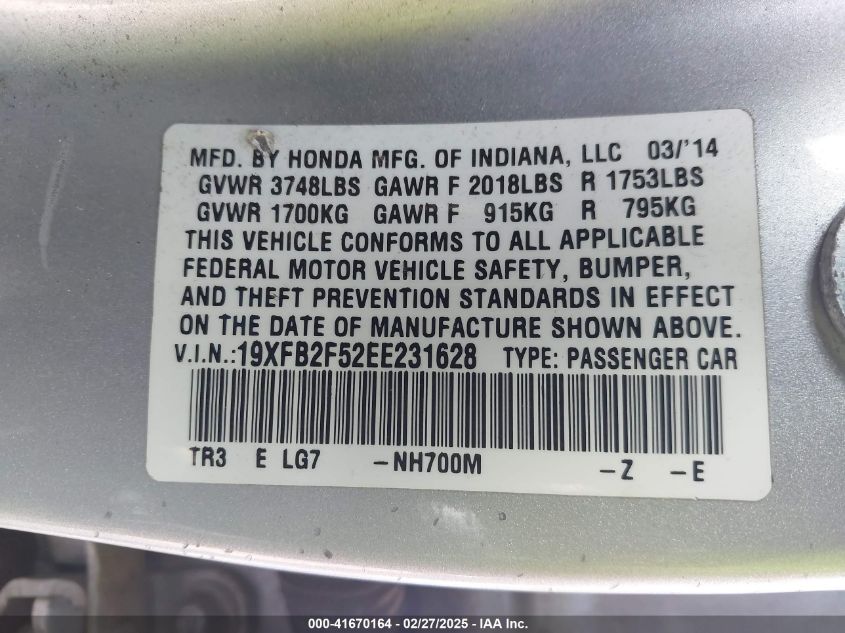 MFD. BY HONDA MFG. OF INDIANA, LLC 03/'14
GVWR 3748LBS GAWR F 2018LBS R 1753LBS
GVWR 1700KG GAWR F 915KG R 795KG
THIS VEHICLE CONFORMS TO ALL APPLICABLE
FEDERAL MOTOR VEHICLE SAFETY, BUMPER,
AND THEFT PREVENTION STANDARDS IN EFFECT
ON THE DATE OF MANUFACTURE SHOWN ABOVE.
V.I.N.:19XFB2F52EE231628 TYPE: PASSENGER CAR
TR3 E LG7 -NH700M -Z -E
000-41670164 - 02/27/2025 - IAA Inc.